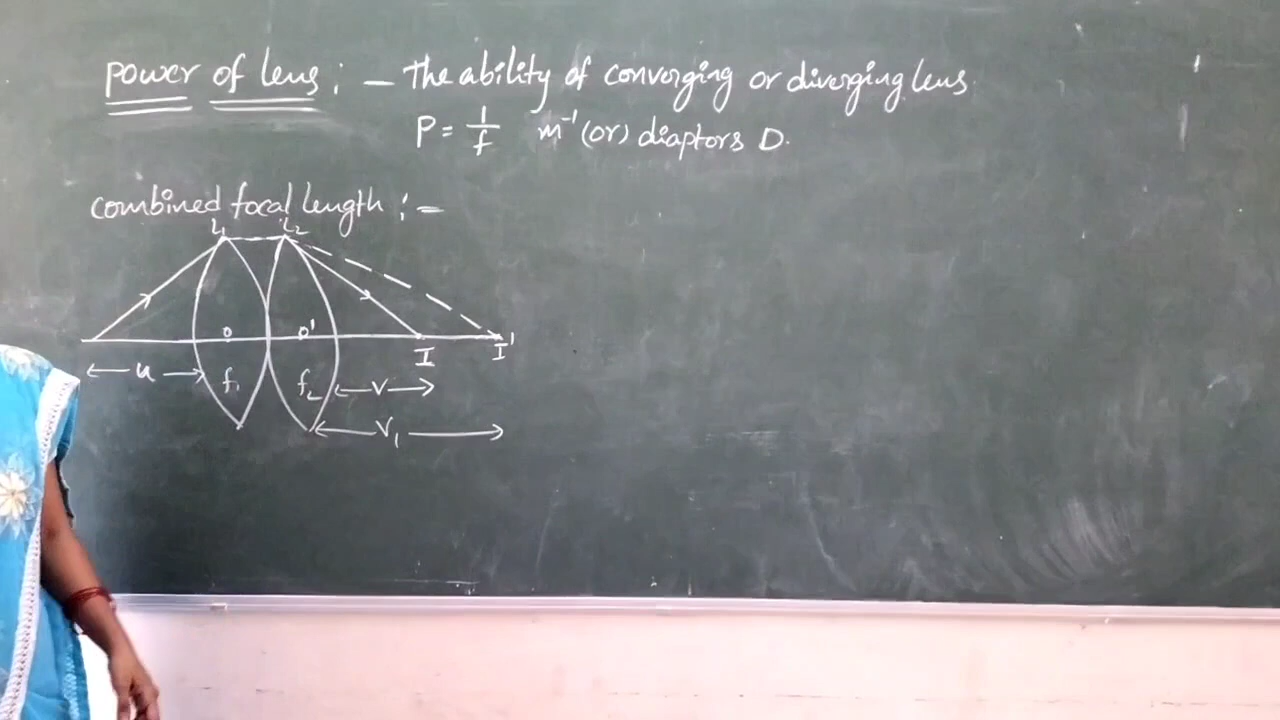 power of lens : - The ability of converging or diverging lens
P = 1/f m⁻¹ (or) diaptors D.
combined focal length : -
L₁ L₂
O O' I I'
u f₁ f₂ v
v₁